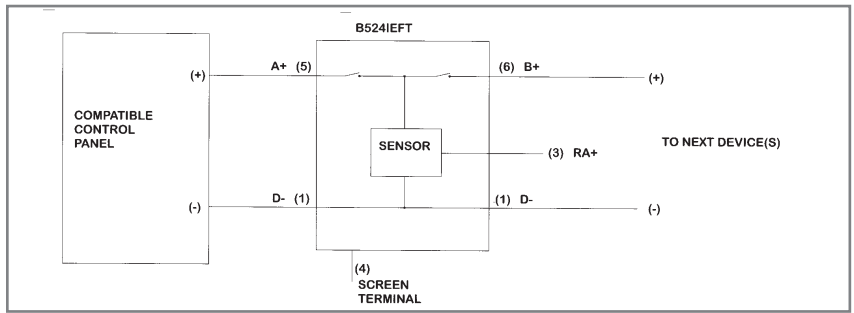 B524IEFT
A+ (5)
(6) B+
(+)
(+)
COMPATIBLE
CONTROL
PANEL
SENSOR
(3) RA+
TO NEXT DEVICE(S)
D- (1)
(1) D-
(-)
(-)
(4)
SCREEN
TERMINAL